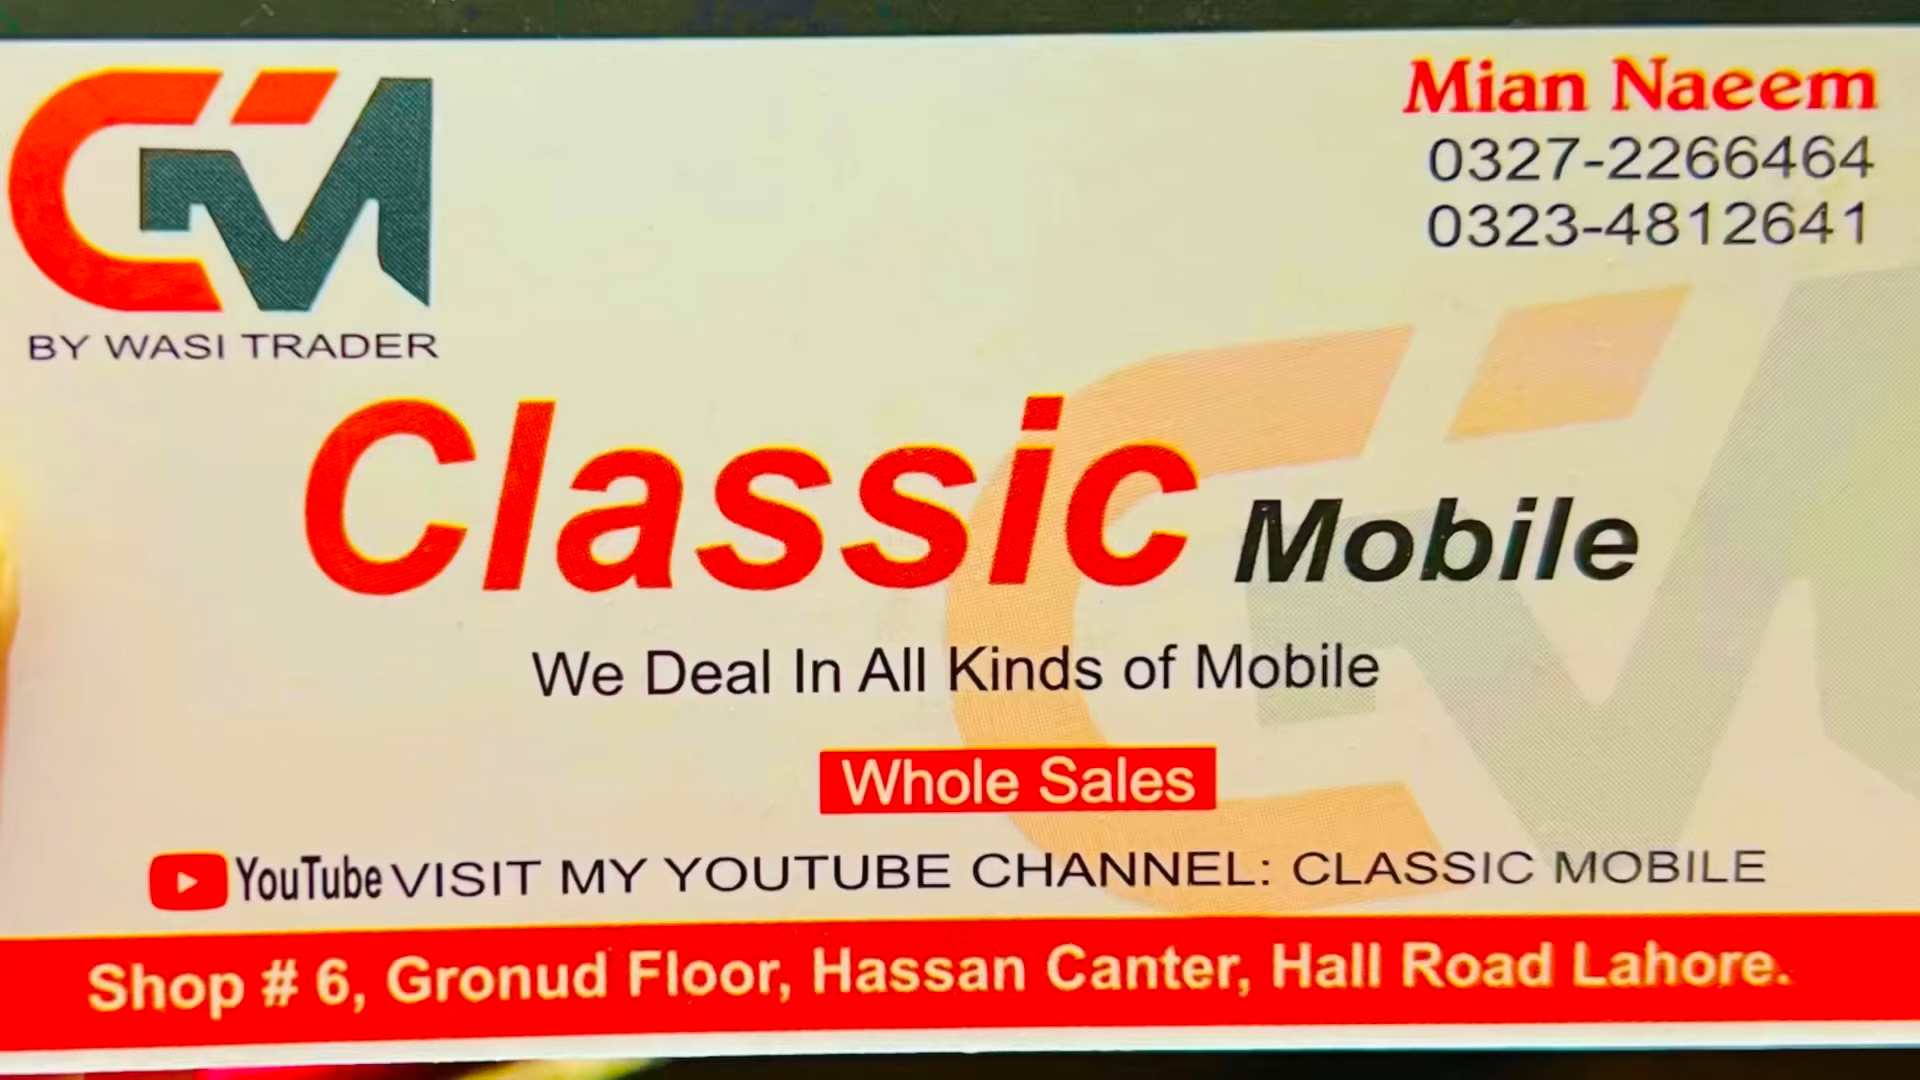 CM
BY WASI TRADER
Mian Naeem
0327-2266464
0323-4812641
Classic Mobile
We Deal In All Kinds of Mobile
Whole Sales
YouTube VISIT MY YOUTUBE CHANNEL: CLASSIC MOBILE
Shop # 6, Gronud Floor, Hassan Canter, Hall Road Lahore.